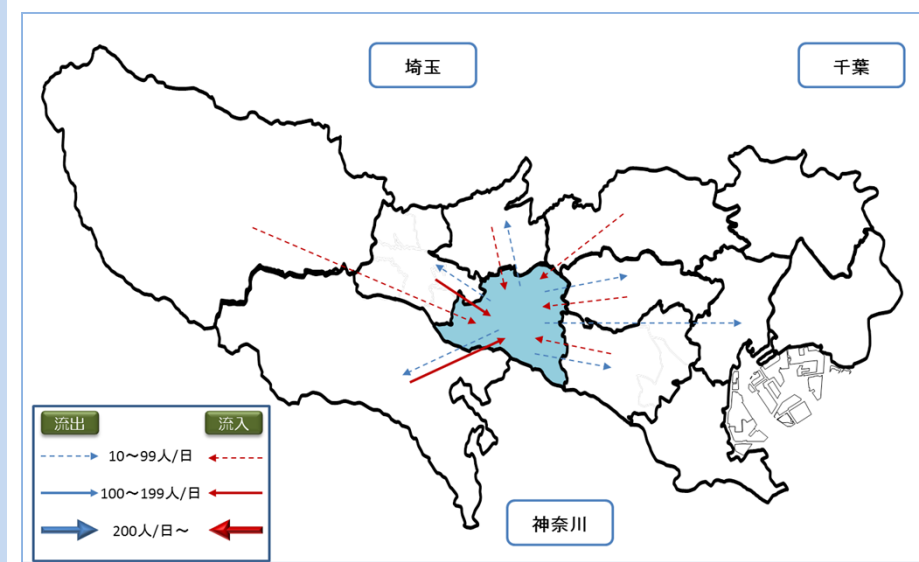 埼玉
千葉
流出
流入
10～99人/日
100～199人/日
200人/日～
神奈川